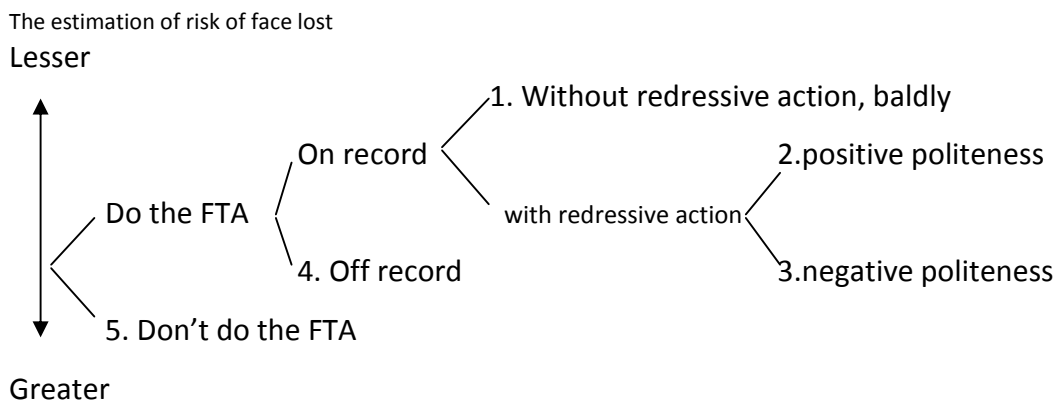 The estimation of risk of face lost
Lesser
1. Without redressive action, baldly
On record
2.positive politeness
Do the FTA
with redressive action
4. Off record
3.negative politeness
5. Don’t do the FTA
Greater